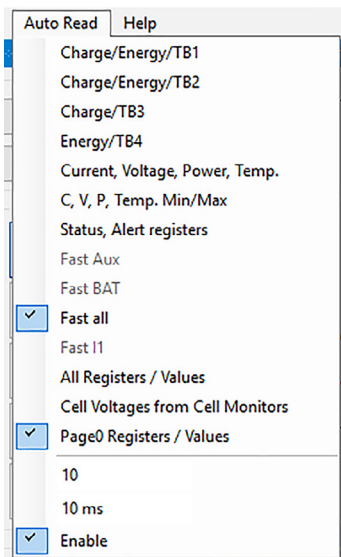 Auto Read Help
Charge/Energy/TB1
Charge/Energy/TB2
Charge/TB3
Energy/TB4
Current, Voltage, Power, Temp.
C, V, P, Temp. Min/Max
Status, Alert registers
Fast Aux
Fast BAT
Fast all
Fast I1
All Registers / Values
Cell Voltages from Cell Monitors
Page0 Registers / Values
10
10 ms
Enable